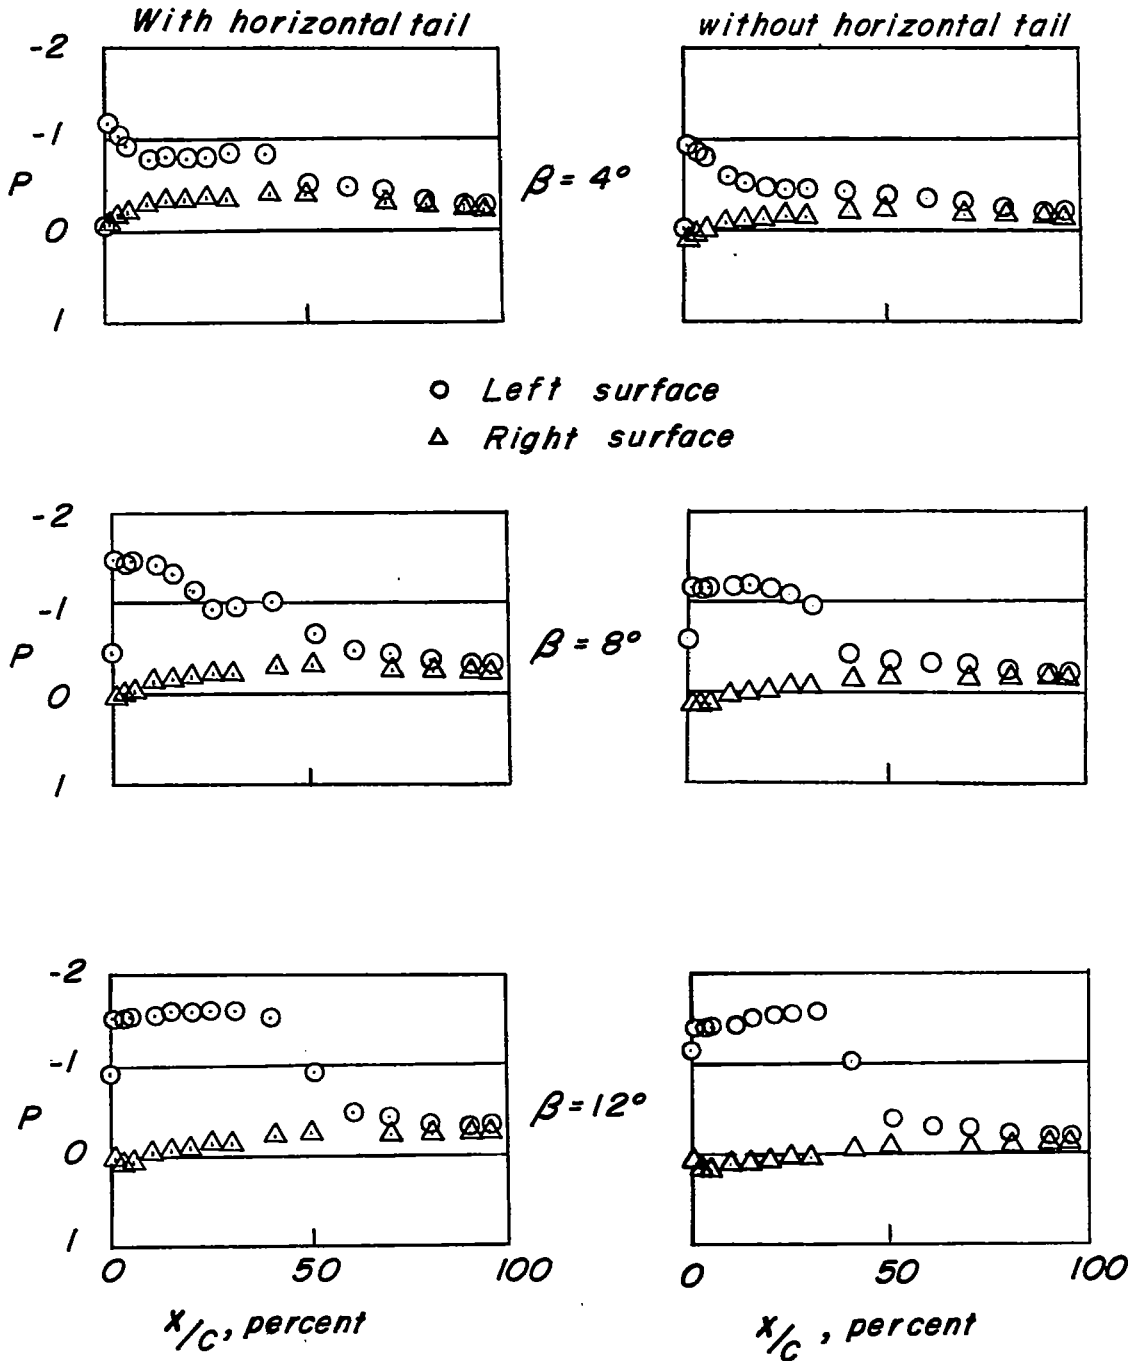 With horizontal tail
without horizontal tail
-2
-1
P
0
1
β = 4°
Left surface
Right surface
-2
-1
P
0
1
β = 8°
-2
-1
P
0
1
β = 12°
0 50 100
0 50 100
x/c, percent
x/c, percent